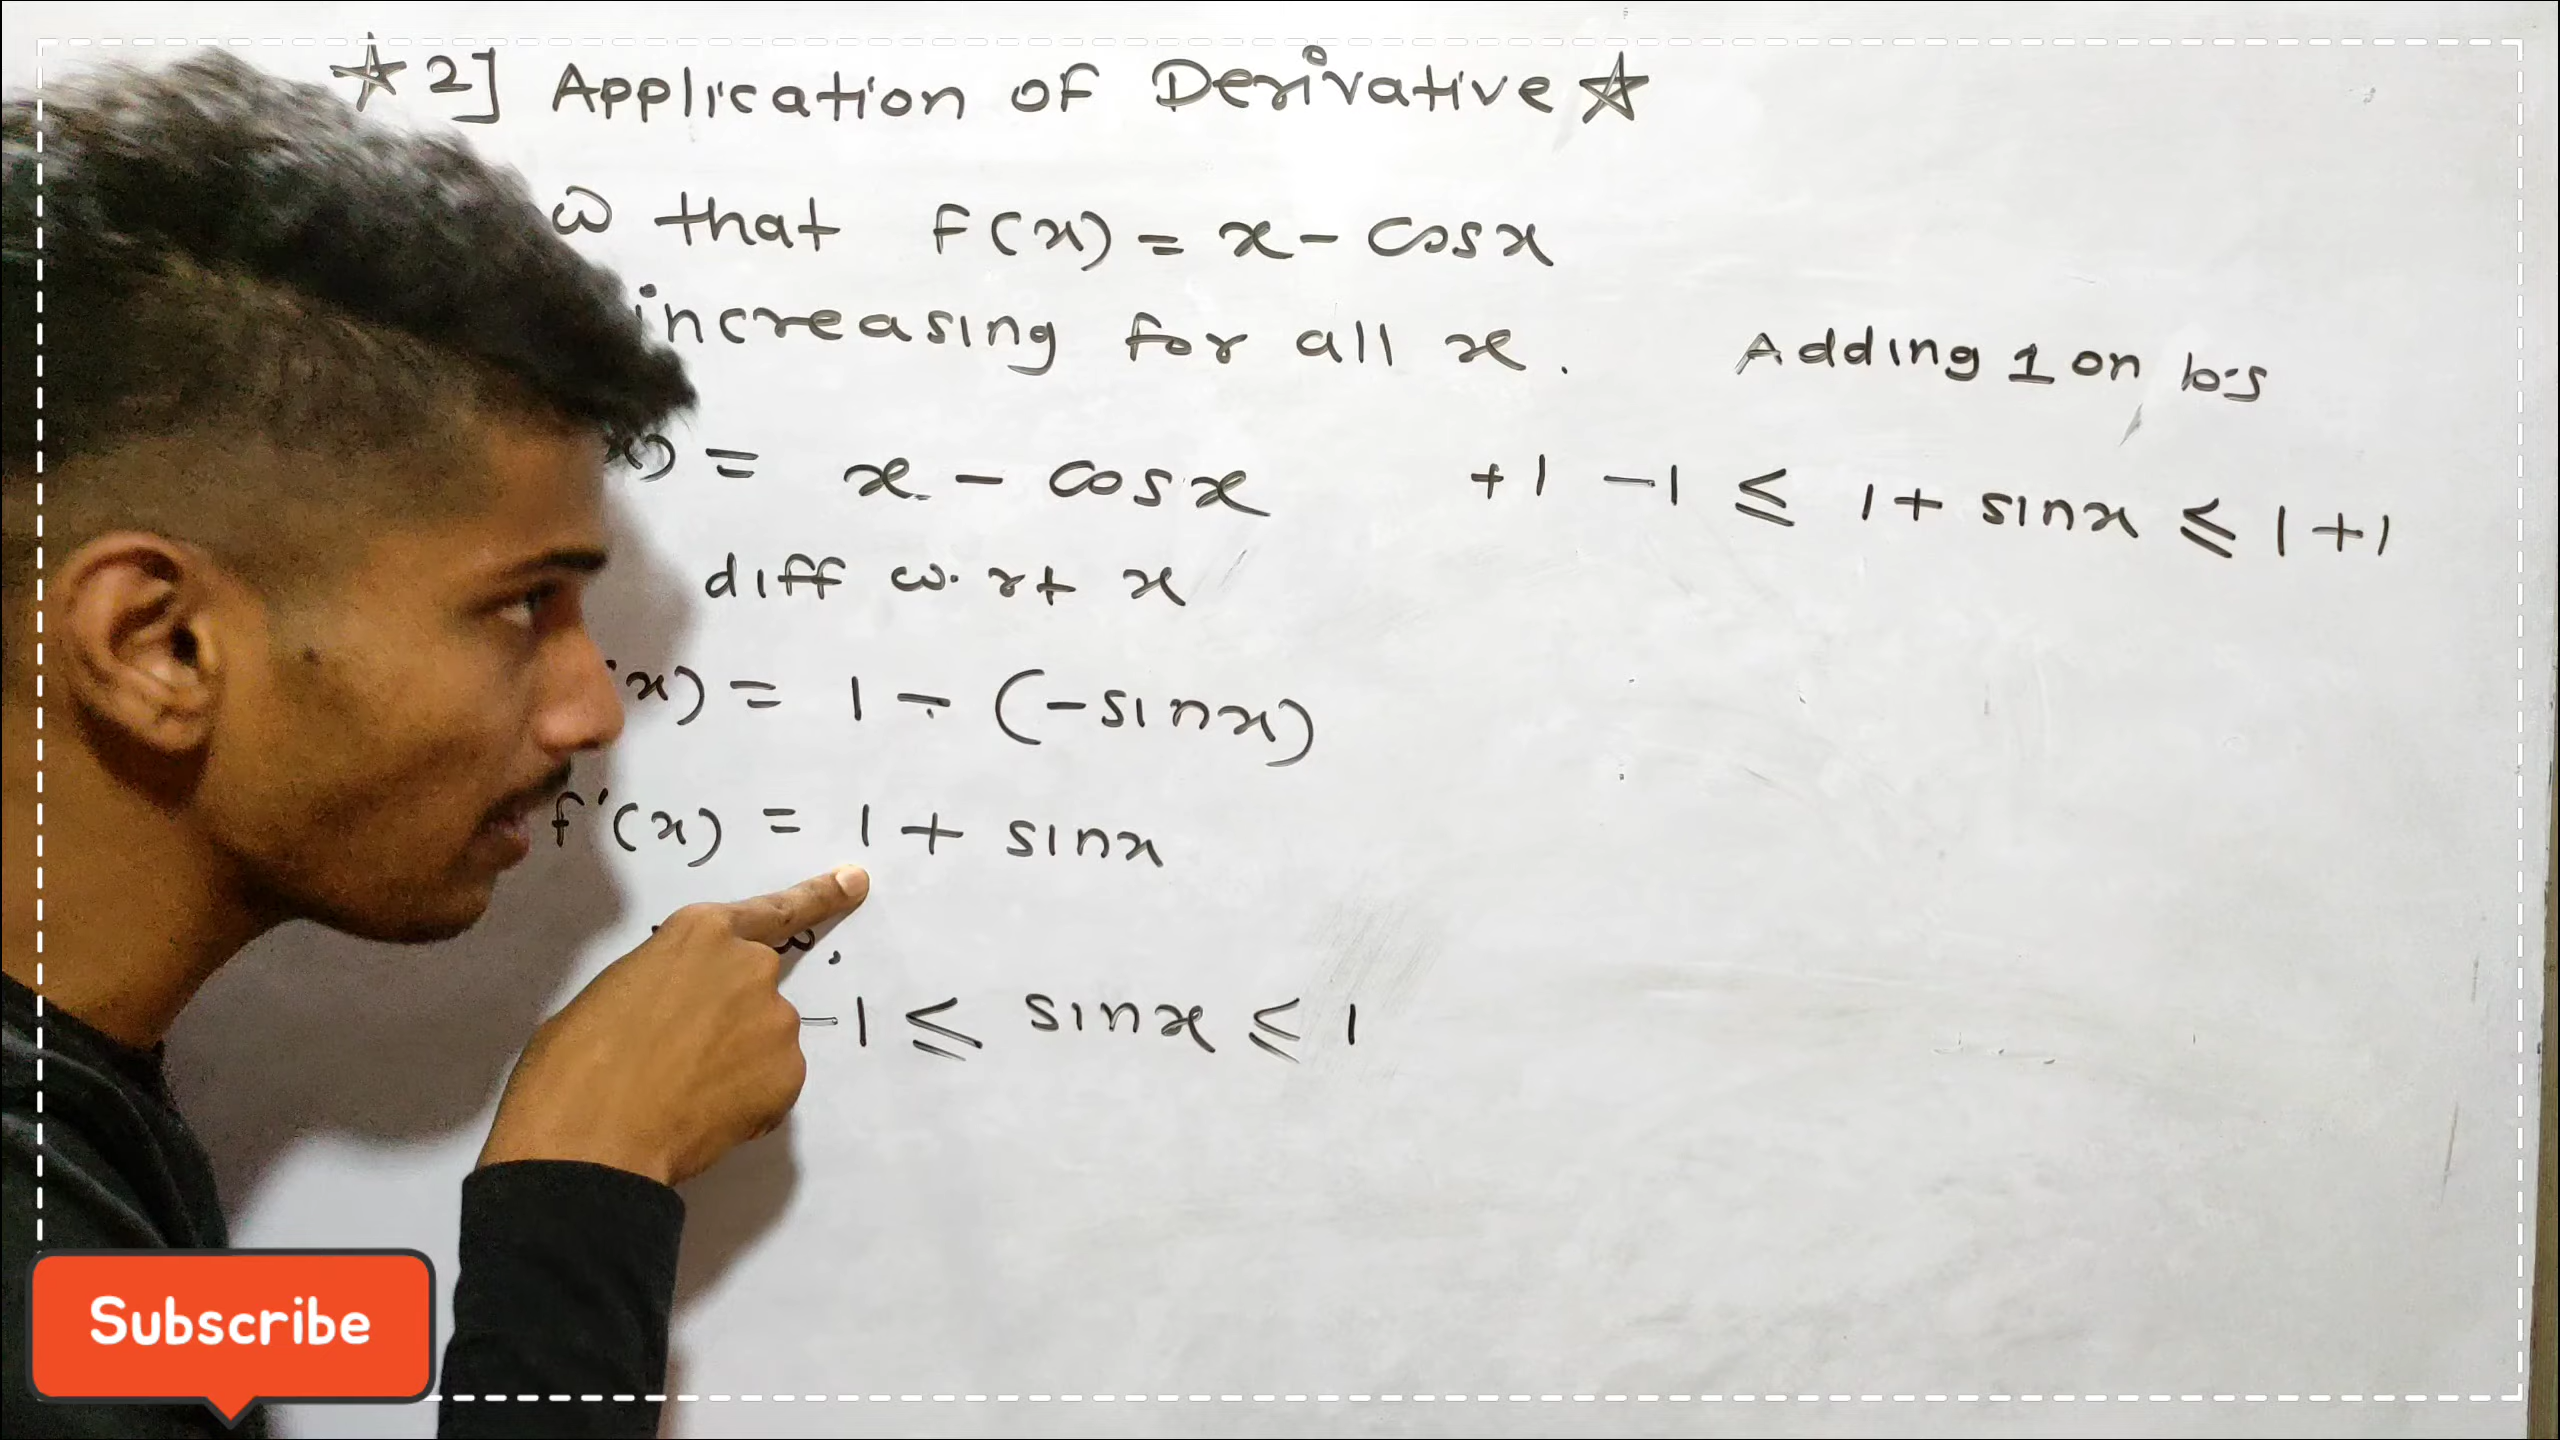 ☆ 2] Application of Derivative ☆
that f(x) = x - cosx
increasing for all x.
x) = x - cosx
diff w.rt x
x) = 1 - (-sinx)
f'(x) = 1 + sinx
-1 ≤ sinx ≤ 1
Adding 1 on b.s
+1 -1 ≤ 1 + sinx ≤ 1 +1
Subscribe